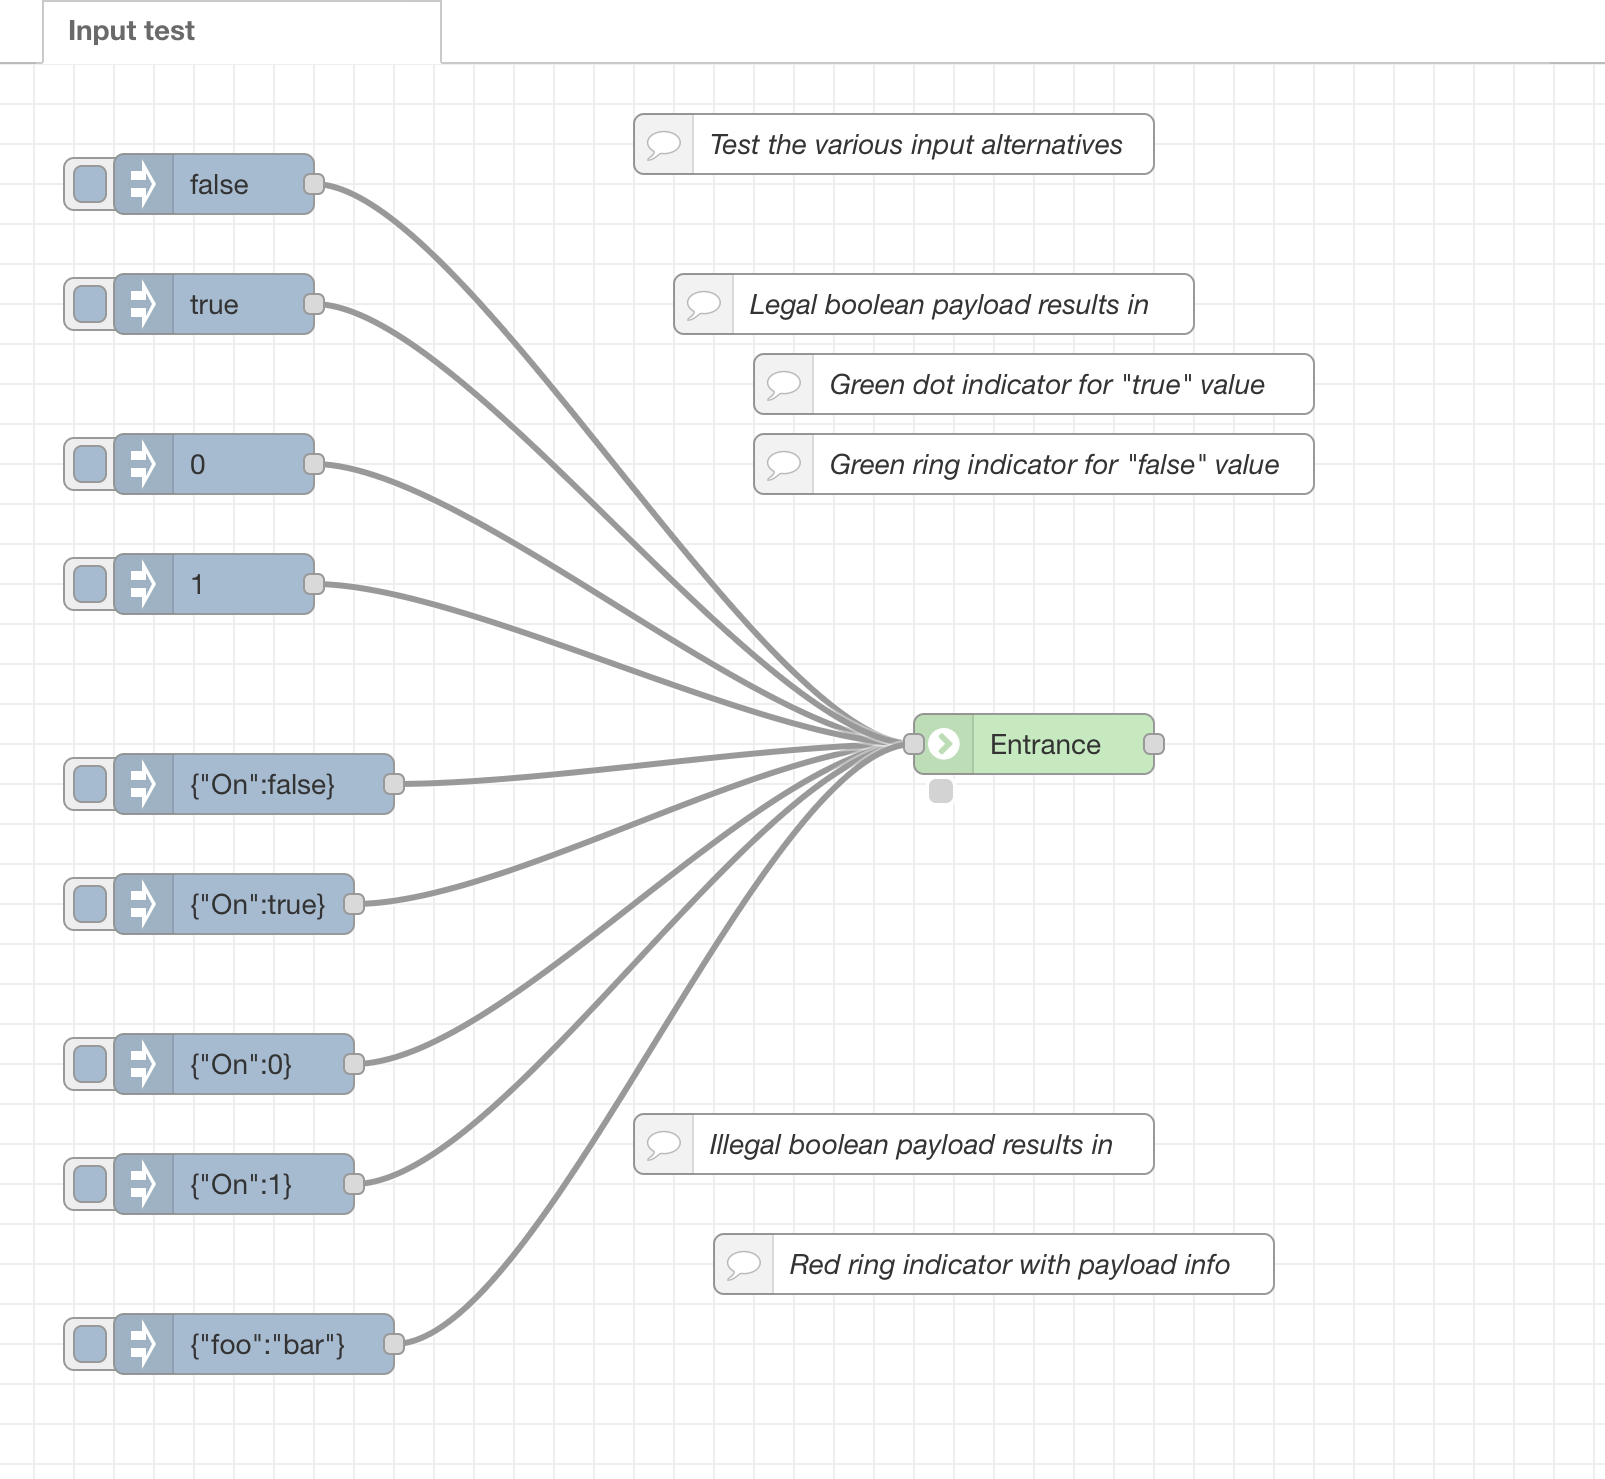 Input test
Test the various input alternatives
false
true
Legal boolean payload results in
Green dot indicator for "true" value
0
Green ring indicator for "false" value
1
Entrance
{"On":false}
{"On":true}
{"On":0}
Illegal boolean payload results in
{"On":1}
Red ring indicator with payload info
{"foo":"bar"}